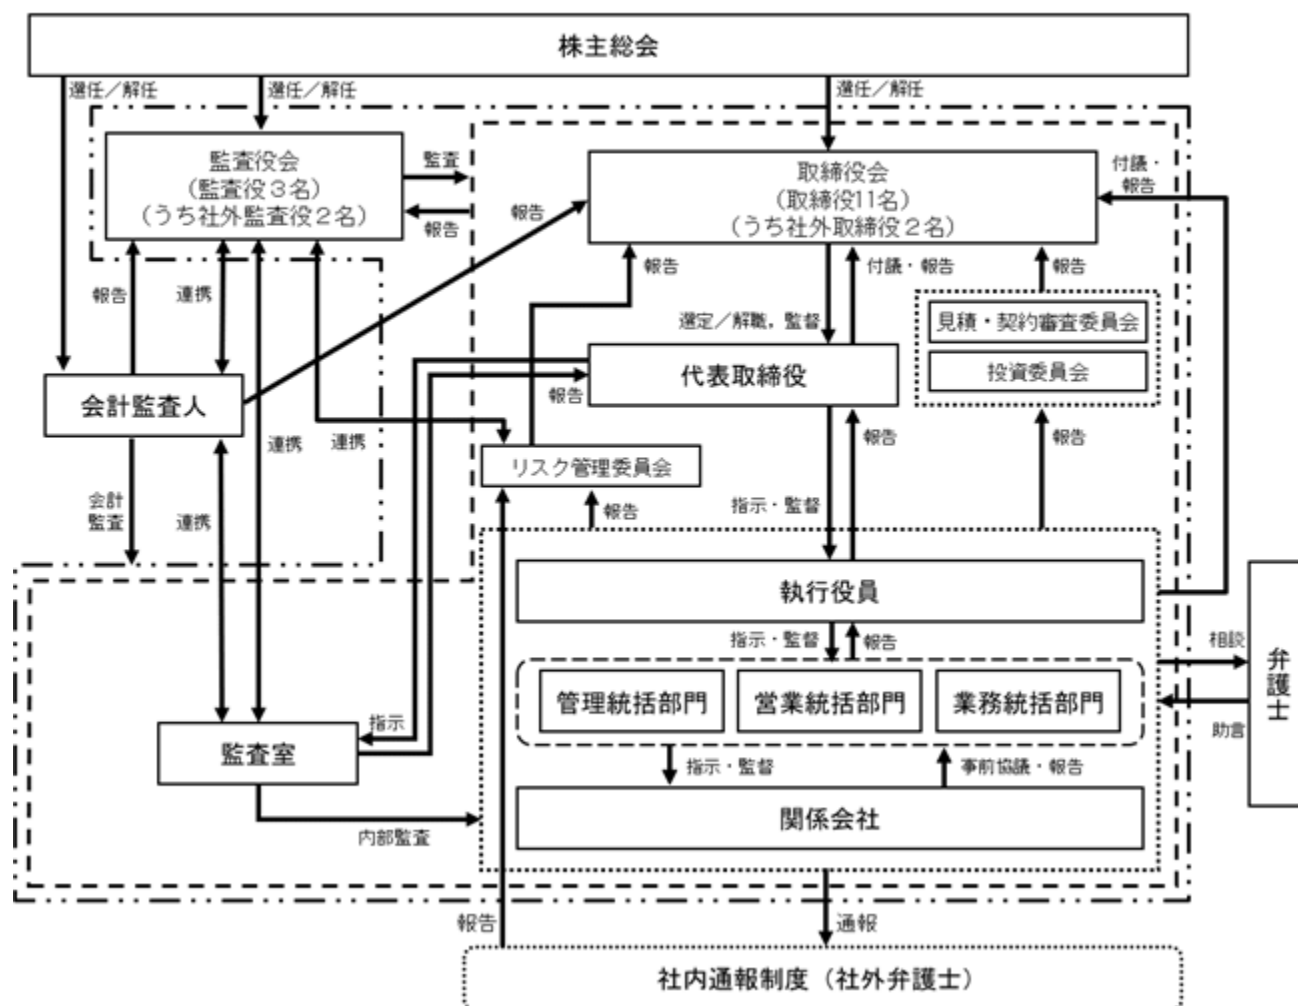 株主総会
選任／解任
選任／解任
選任／解任
監査役会
（監査役３名）
（うち社外監査役２名）
監査
報告
取締役会
（取締役11名）
（うち社外取締役２名）
付議・
報告
報告
報告
連携
報告
付議・報告
報告
選定／解職，監督
見積・契約審査委員会
投資委員会
会計監査人
代表取締役
報告
連携
連携
報告
報告
リスク管理委員会
会計
監査
連携
報告
指示・監督
執行役員
指示・監督
報告
相談
弁護士
助言
管理統括部門
営業統括部門
業務統括部門
指示
監査室
指示・監督
事前協議・報告
関係会社
内部監査
報告
通報
社内通報制度（社外弁護士）